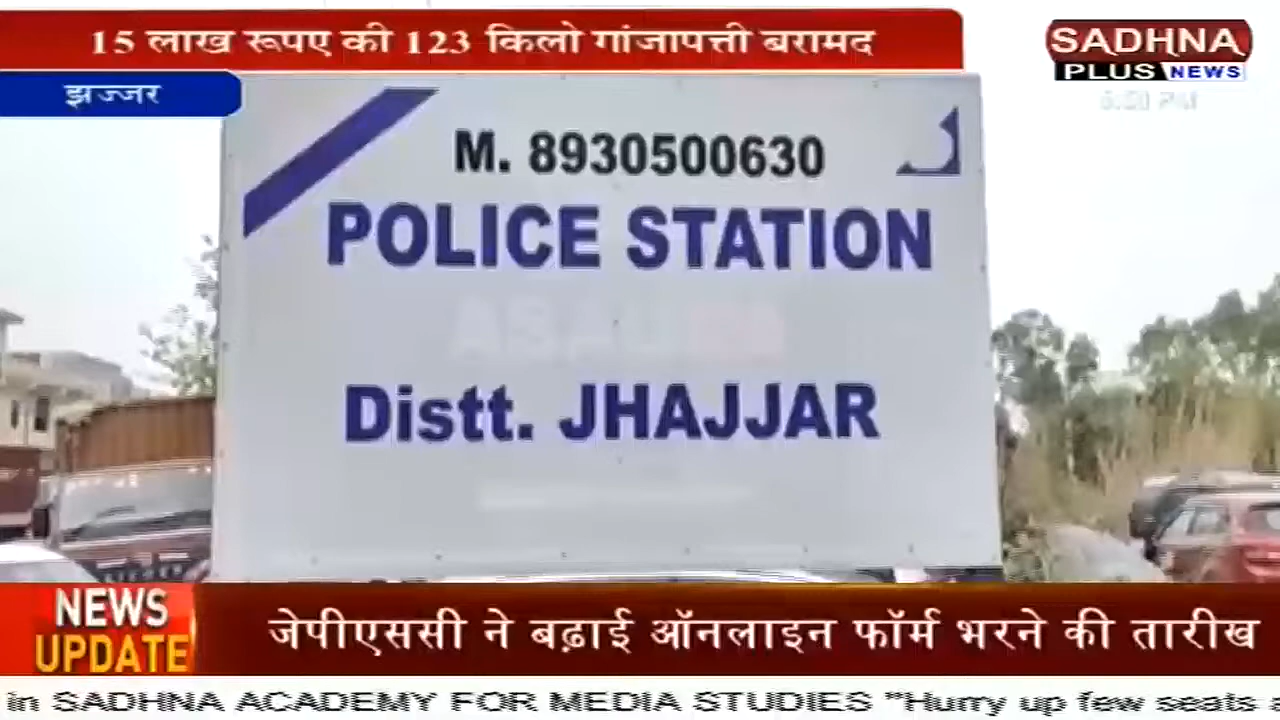 15 लाख रूपए की 123 किलो गांजापत्ती बरामद
SADHNA
PLUS NEWS
झज्जर
M. 8930500630
POLICE STATION
Distt. JHAJJAR
NEWS
UPDATE
जेपीएससी ने बढ़ाई ऑनलाइन फॉर्म भरने की तारीख
in SADHNA ACADEMY FOR MEDIA STUDIES "Hurry up few seats